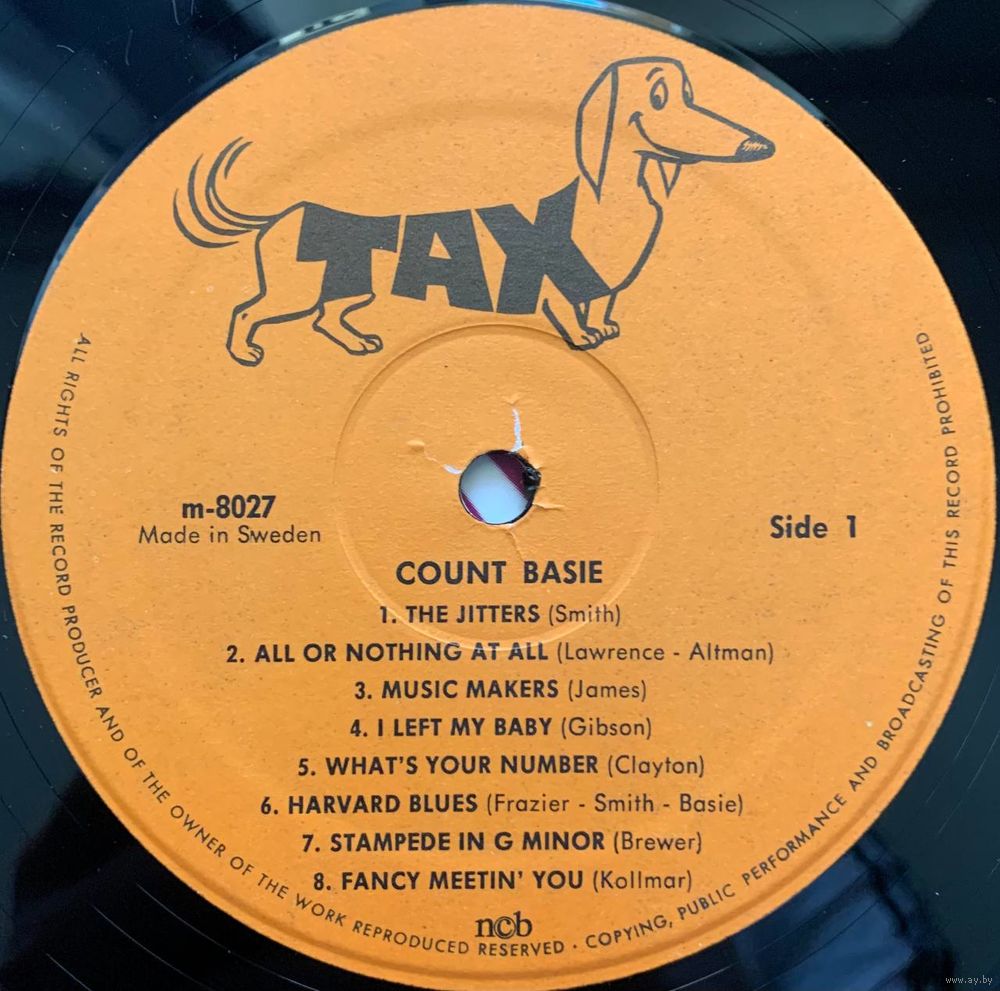 TAX
ALL RIGHTS OF THE RECORD PRODUCER AND OF THE OWNER OF THE WORK REPRODUCED RESERVED · COPYING, PUBLIC PERFORMANCE AND BROADCASTING OF THIS RECORD PROHIBITED
m-8027
Made in Sweden
Side 1
COUNT BASIE
1. THE JITTERS (Smith)
2. ALL OR NOTHING AT ALL (Lawrence - Altman)
3. MUSIC MAKERS (James)
4. I LEFT MY BABY (Gibson)
5. WHAT'S YOUR NUMBER (Clayton)
6. HARVARD BLUES (Frazier - Smith - Basie)
7. STAMPEDE IN G MINOR (Brewer)
8. FANCY MEETIN' YOU (Kollmar)
ncb
www.ay.by